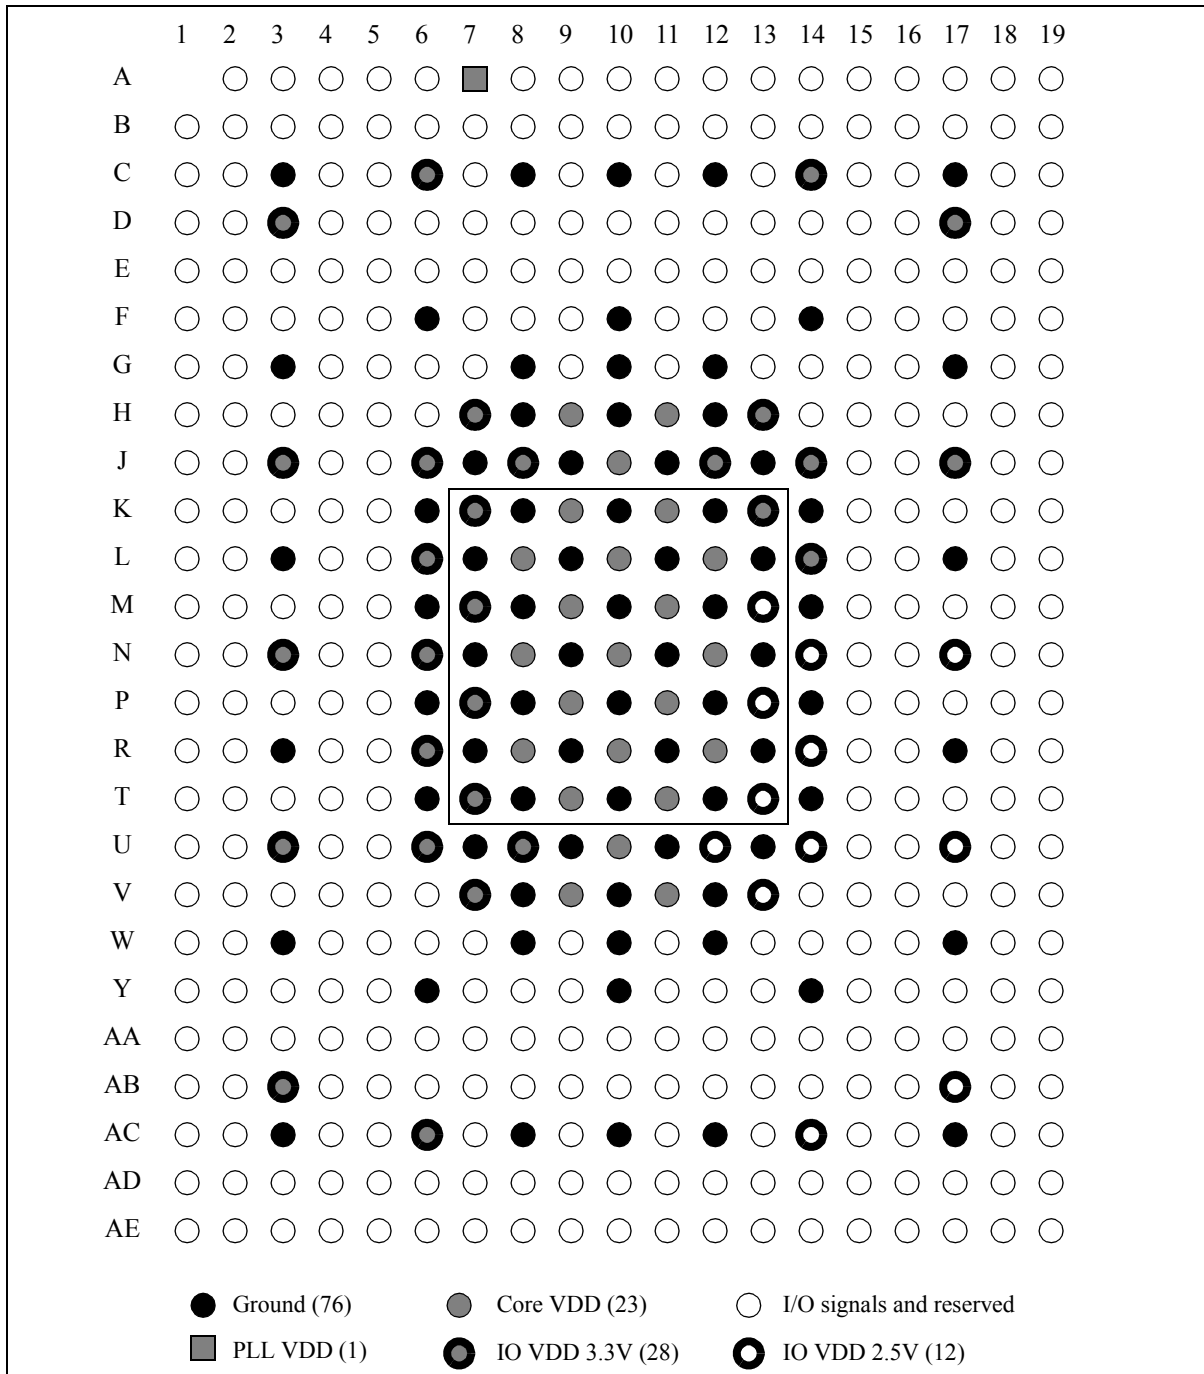 1 2 3 4 5 6 7 8 9 10 11 12 13 14 15 16 17 18 19
A
B
C
D
E
F
G
H
J
K
L
M
N
P
R
T
U
V
W
Y
AA
AB
AC
AD
AE
Ground (76) Core VDD (23) I/O signals and reserved
PLL VDD (1) IO VDD 3.3V (28) IO VDD 2.5V (12)